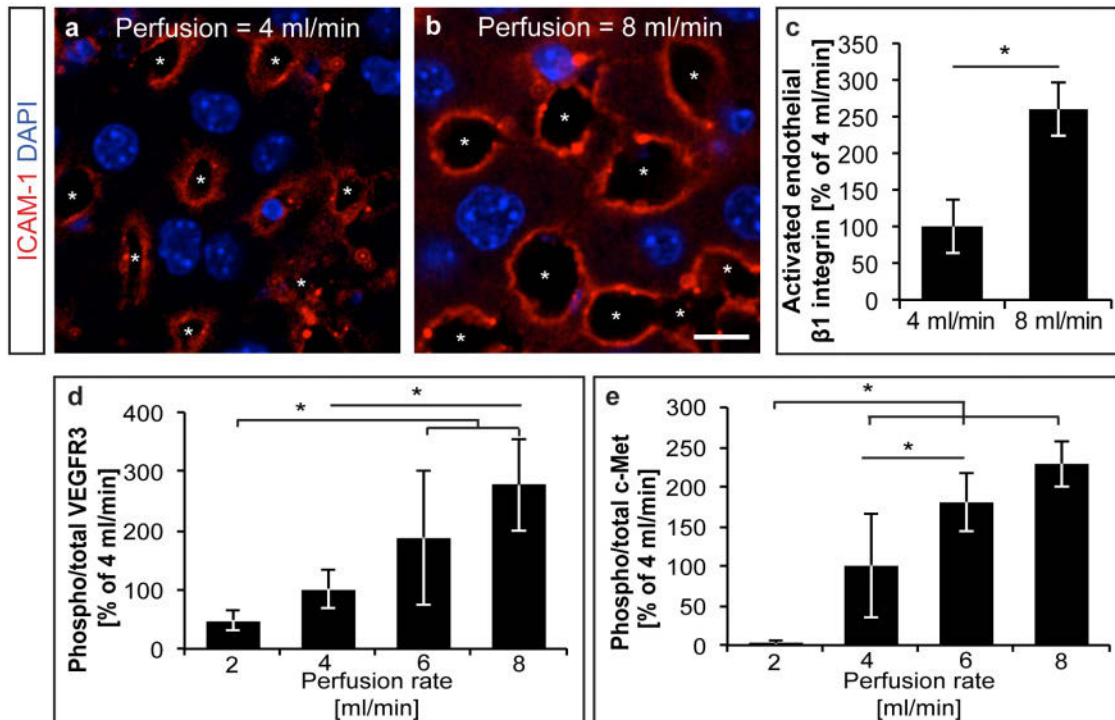 ICAM-1 DAPI
a
Perfusion = 4 ml/min
* * * * * * * *
b
Perfusion = 8 ml/min
* * * * * * * * *
c
Activated endothelial
β1 integrin [% of 4 ml/min]
350
300
250
200
150
100
50
0
*
4 ml/min 8 ml/min
d
Phospho/total VEGFR3
[% of 4 ml/min]
400
300
200
100
0
* *
2 4 6 8
Perfusion rate
[ml/min]
e
Phospho/total c-Met
[% of 4 ml/min]
300
250
200
150
100
50
0
*
*
2 4 6 8
Perfusion rate
[ml/min]